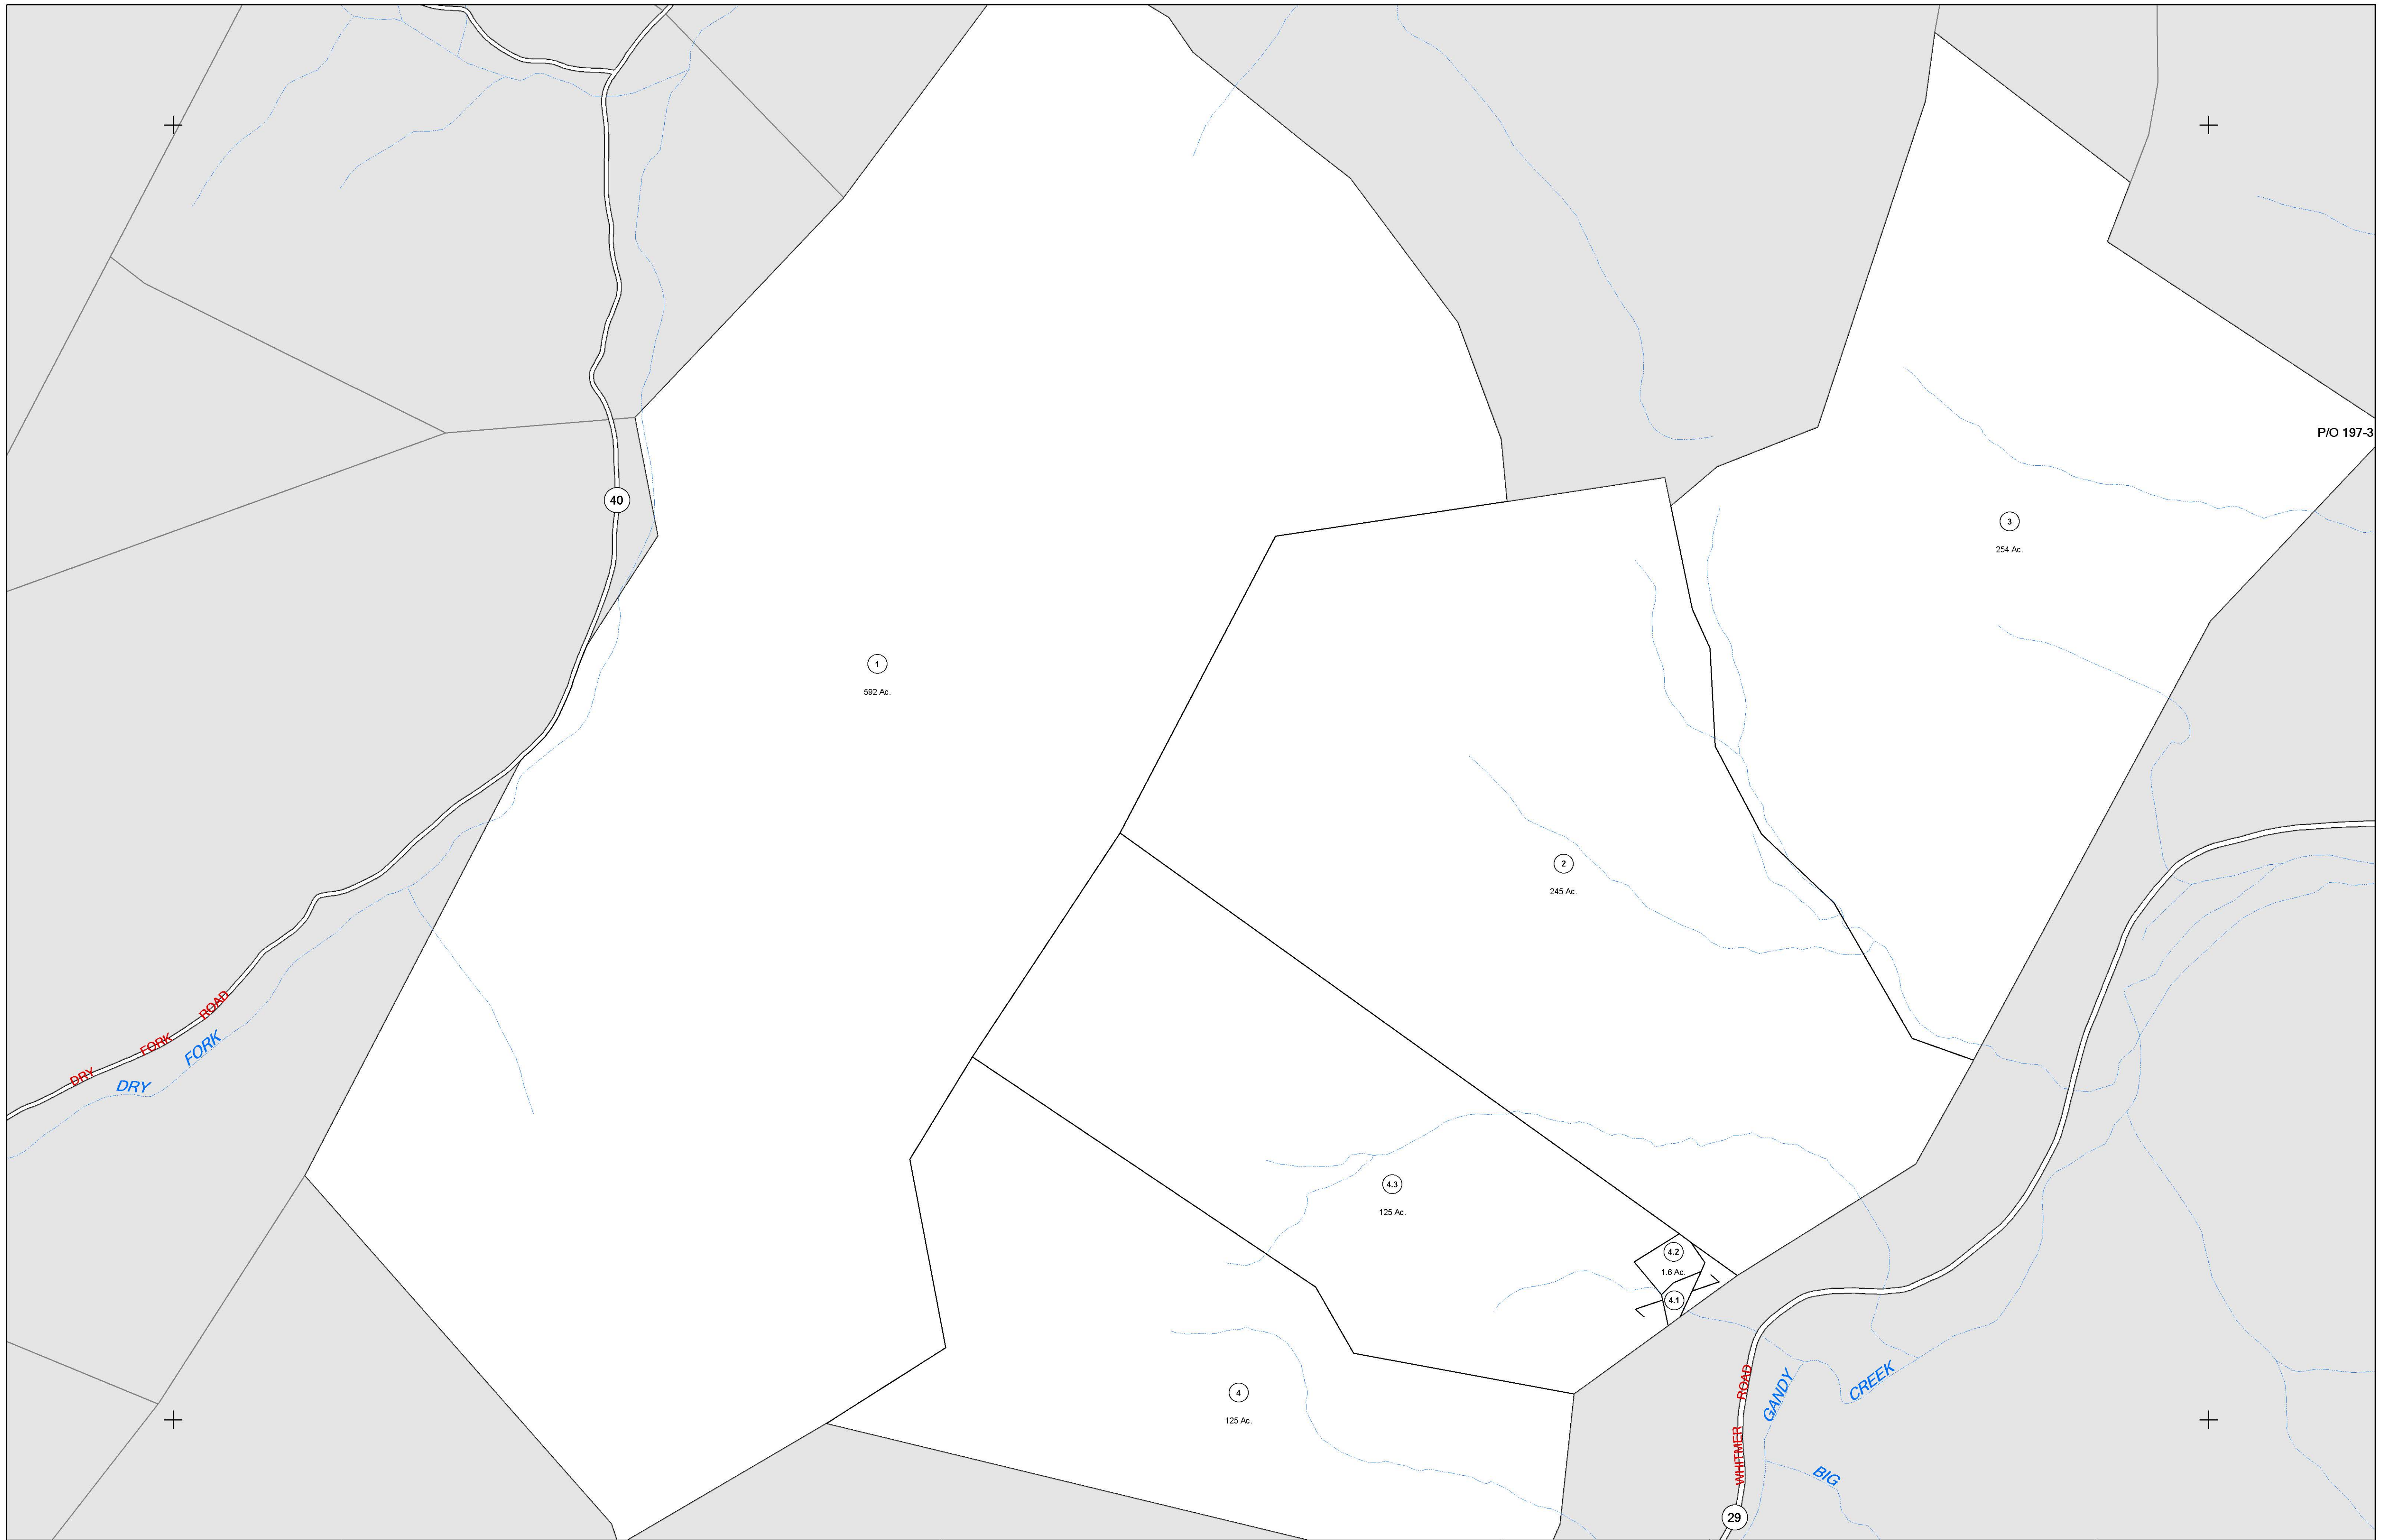 P/O 197-3
40
3
254 Ac.
1
592 Ac.
2
245 Ac.
DRY FORK ROAD
DRY FORK
4.3
125 Ac.
4.2
1.6 Ac.
4.1
4
125 Ac.
WHITMER ROAD
GANDY CREEK
BIG
29